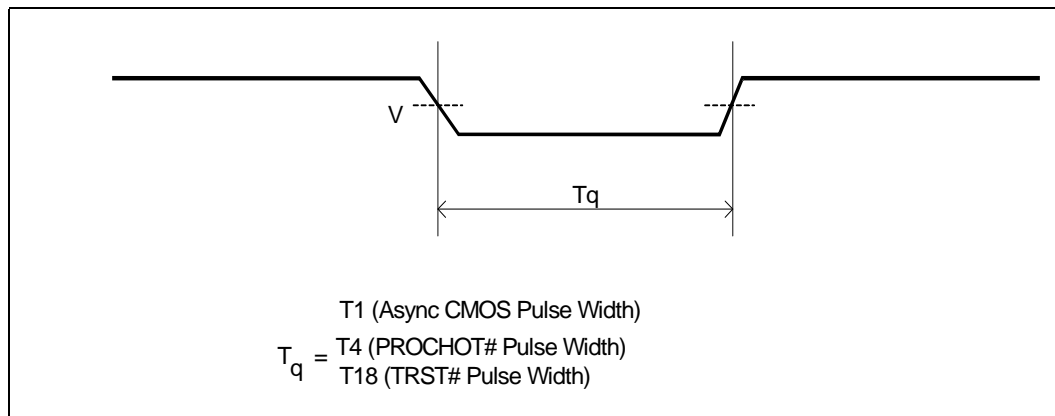 V
Tq
T1 (Async CMOS Pulse Width)
Tq = T4 (PROCHOT# Pulse Width)
T18 (TRST# Pulse Width)